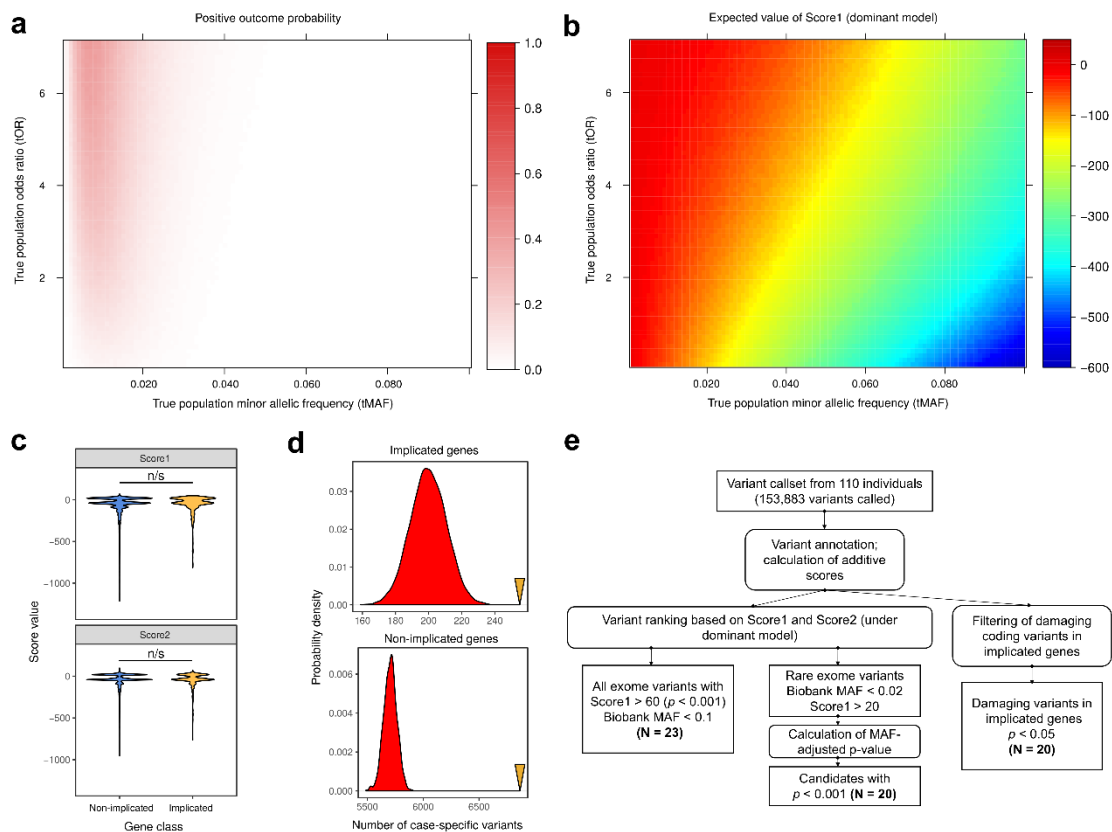 a
Positive outcome probability
True population odds ratio (tOR)
6
4
2
0.020
0.040
0.060
0.080
True population minor allelic frequency (tMAF)
1.0
0.8
0.6
0.4
0.2
0.0
b
Expected value of Score1 (dominant model)
True population odds ratio (tOR)
6
4
2
0.020
0.040
0.060
0.080
True population minor allelic frequency (tMAF)
0
−100
−200
−300
−400
−500
−600
c
Score1
n/s
0
−500
−1000
Score2
n/s
0
−500
−1000
Score value
Non-implicated
Implicated
Gene class
d
Implicated genes
0.03
0.02
0.01
0.00
160
180
200
220
240
Non-implicated genes
0.006
0.004
0.002
0.000
5500
6000
6500
Probability density
Number of case-specific variants
e
Variant callset from 110 individuals
(153,883 variants called)
Variant annotation;
calculation of additive
scores
Variant ranking based on Score1 and Score2 (under
dominant model)
Filtering of damaging
coding variants in
implicated genes
All exome variants with
Score1 > 60 (p < 0.001)
Biobank MAF < 0.1
(N = 23)
Rare exome variants
Biobank MAF < 0.02
Score1 > 20
Calculation of MAF-
adjusted p-value
Candidates with
p < 0.001 (N = 20)
Damaging variants in
implicated genes
p < 0.05
(N = 20)